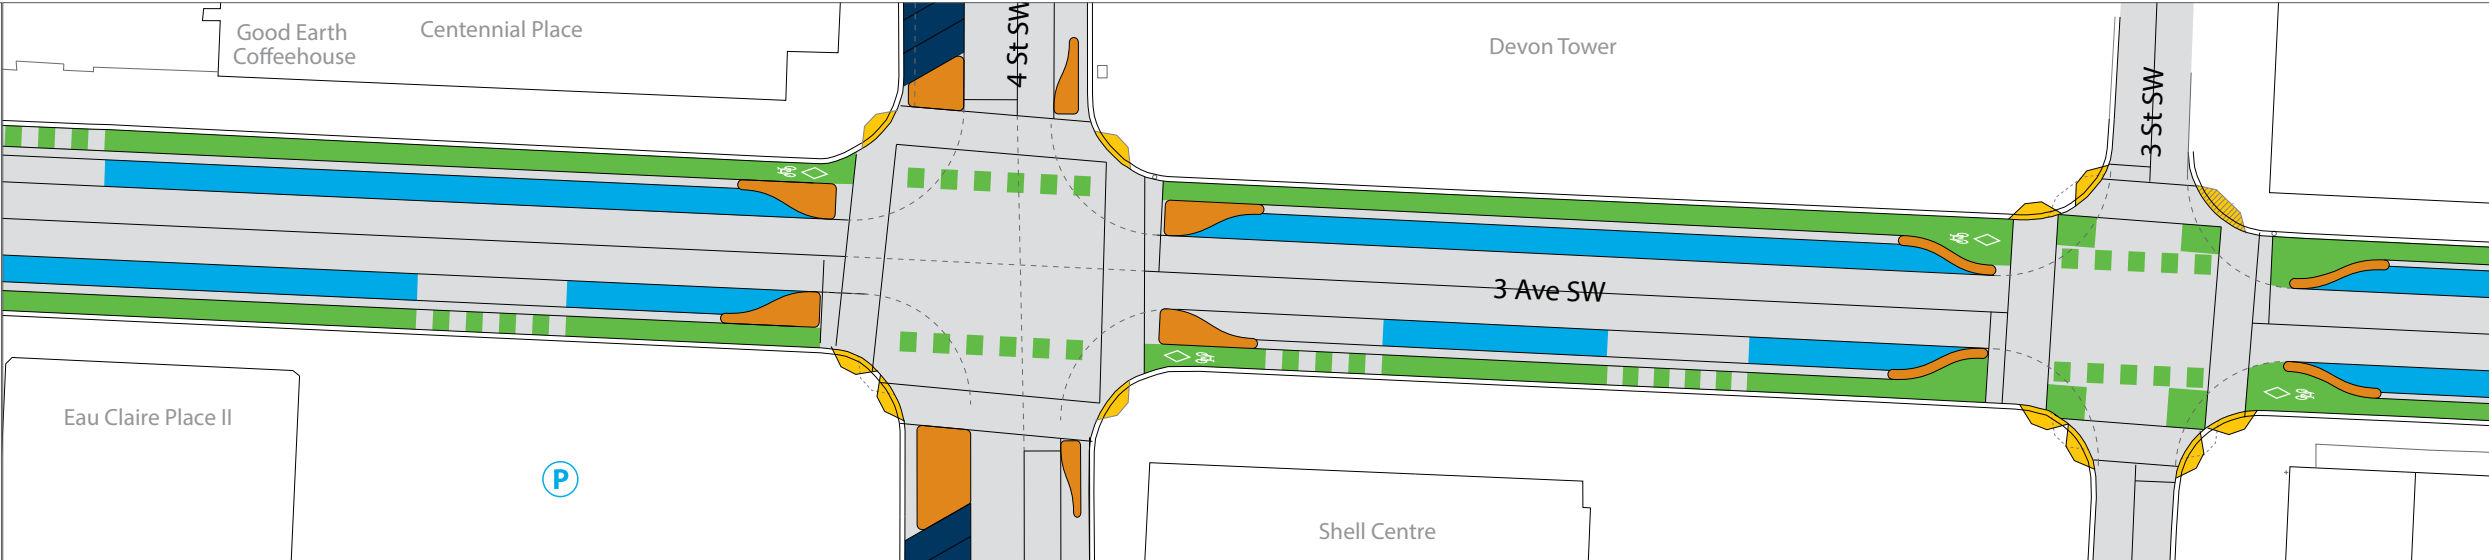 Good Earth
Coffeehouse
Centennial Place
4 St SW
Devon Tower
3 St SW
3 Ave SW
Eau Claire Place II
P
Shell Centre